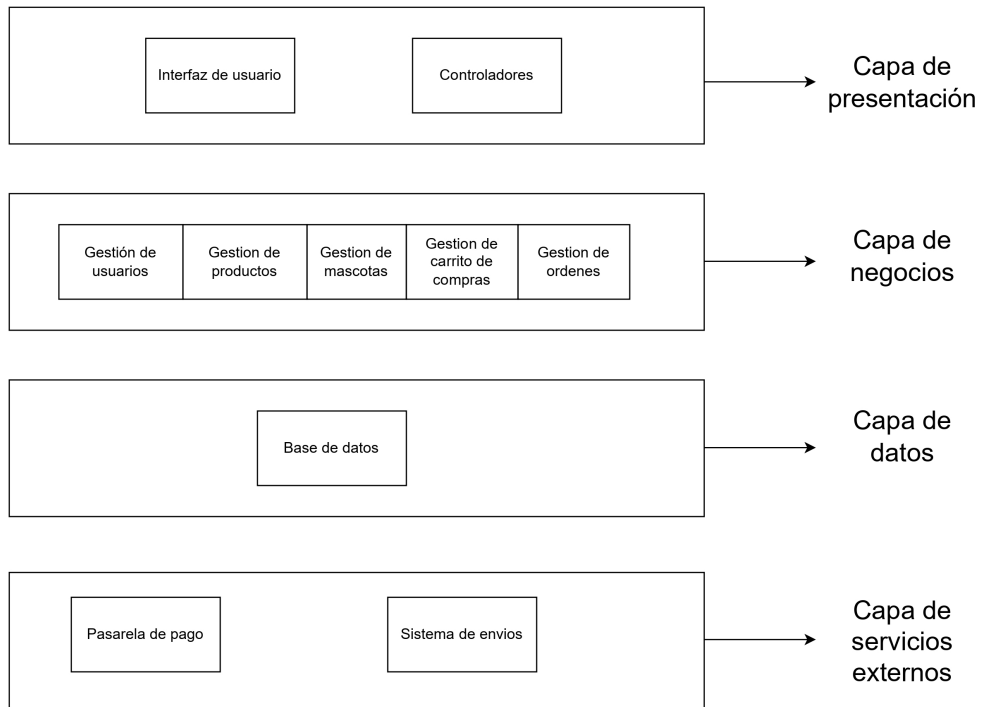 Interfaz de usuario
Controladores
Capa de
presentación
Gestión de
usuarios
Gestion de
productos
Gestion de
mascotas
Gestion de
carrito de
compras
Gestion de
ordenes
Capa de
negocios
Base de datos
Capa de
datos
Pasarela de pago
Sistema de envios
Capa de
servicios
externos